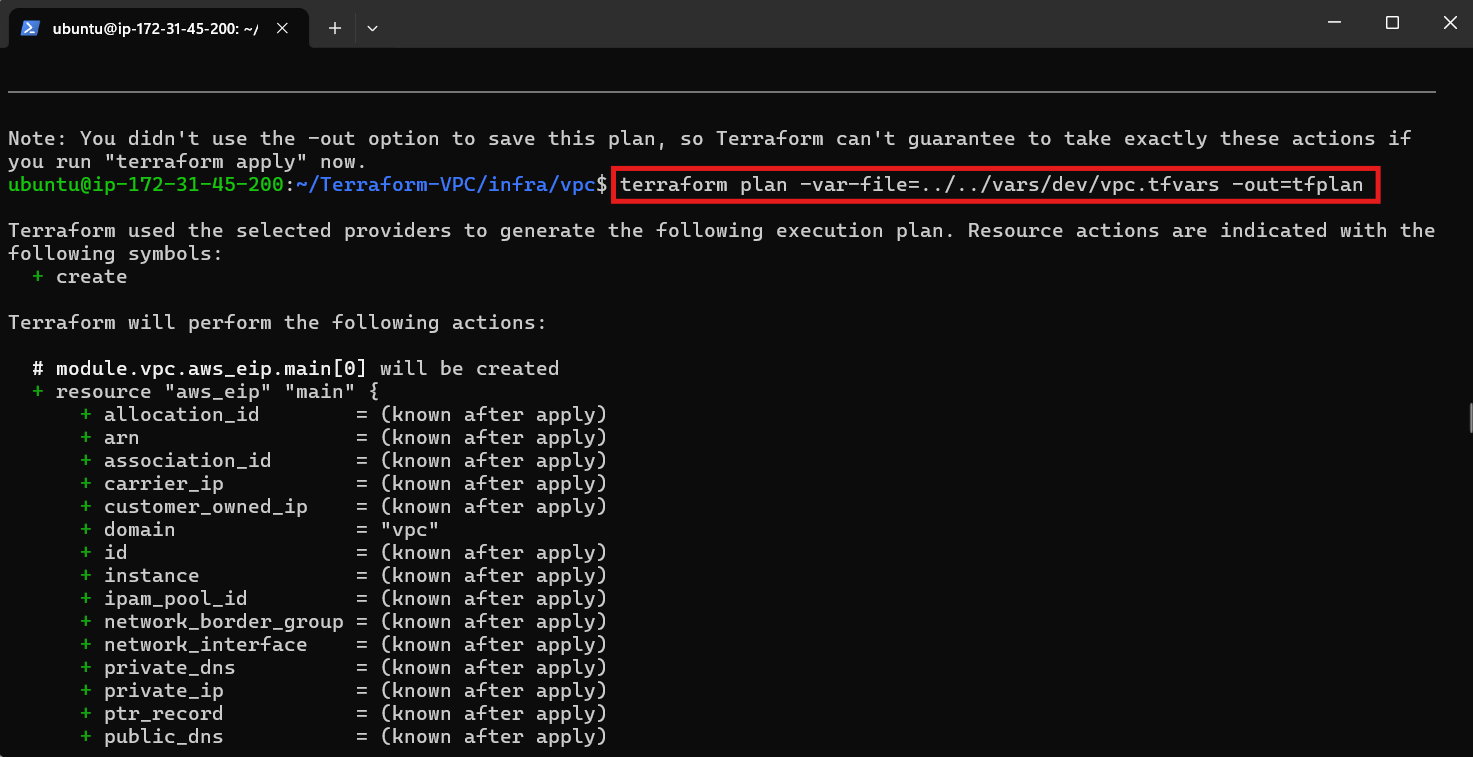 ubuntu@ip-172-31-45-200: ~/
Note: You didn't use the -out option to save this plan, so Terraform can't guarantee to take exactly these actions if
you run "terraform apply" now.
ubuntu@ip-172-31-45-200:~/Terraform-VPC/infra/vpc$ terraform plan -var-file=../../vars/dev/vpc.tfvars -out=tfplan
Terraform used the selected providers to generate the following execution plan. Resource actions are indicated with the
following symbols:
  + create
Terraform will perform the following actions:
  # module.vpc.aws_eip.main[0] will be created
  + resource "aws_eip" "main" {
      + allocation_id        = (known after apply)
      + arn                  = (known after apply)
      + association_id       = (known after apply)
      + carrier_ip           = (known after apply)
      + customer_owned_ip    = (known after apply)
      + domain               = "vpc"
      + id                   = (known after apply)
      + instance             = (known after apply)
      + ipam_pool_id         = (known after apply)
      + network_border_group = (known after apply)
      + network_interface    = (known after apply)
      + private_dns          = (known after apply)
      + private_ip           = (known after apply)
      + ptr_record           = (known after apply)
      + public_dns           = (known after apply)